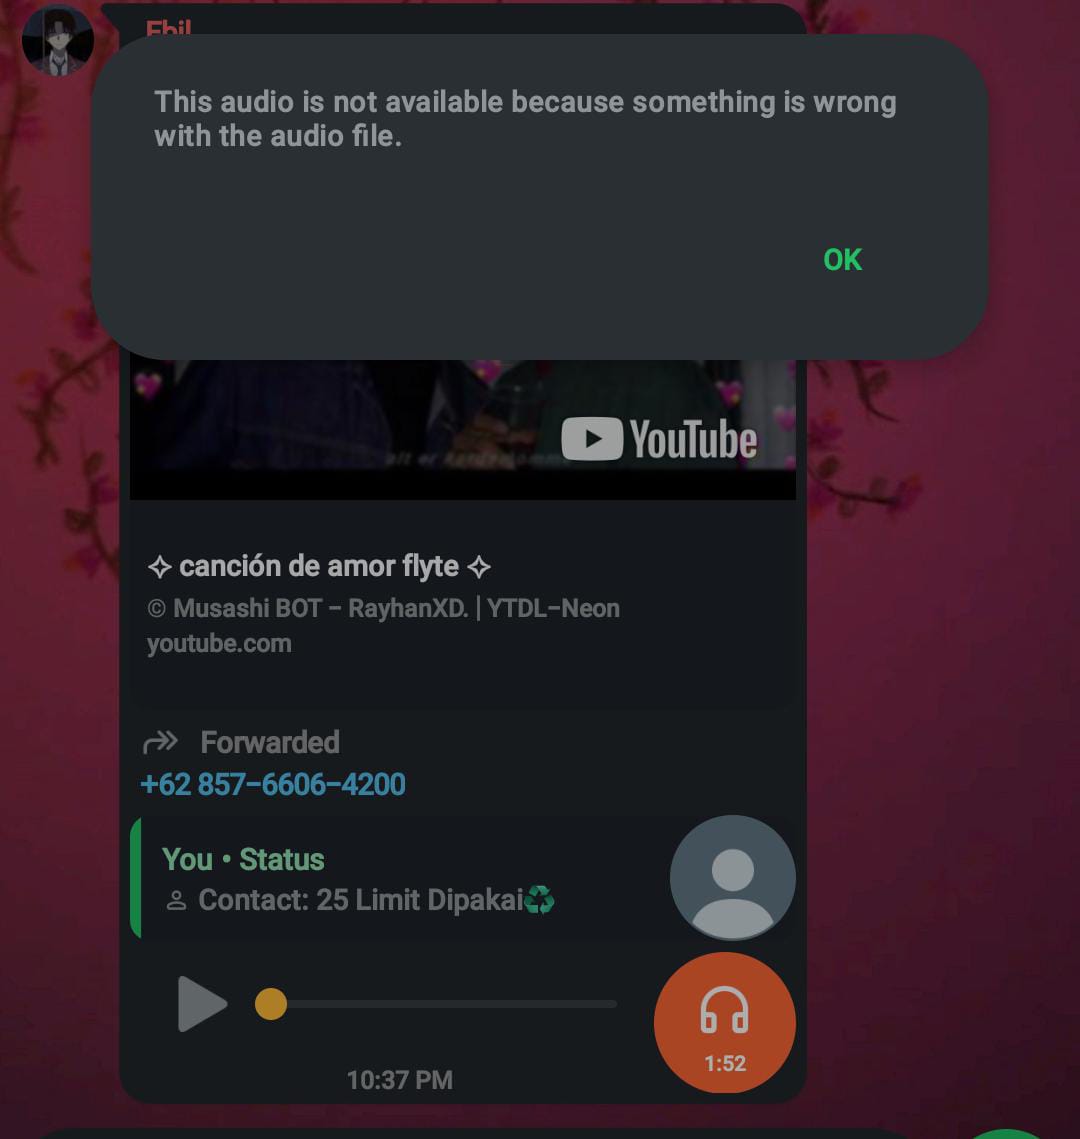 Ebil
This audio is not available because something is wrong
with the audio file.
OK
YouTube
✧ canción de amor flyte ✧
© Musashi BOT - RayhanXD. | YTDL-Neon
youtube.com
Forwarded
+62 857-6606-4200
You • Status
Contact: 25 Limit Dipakai♻️
1:52
10:37 PM